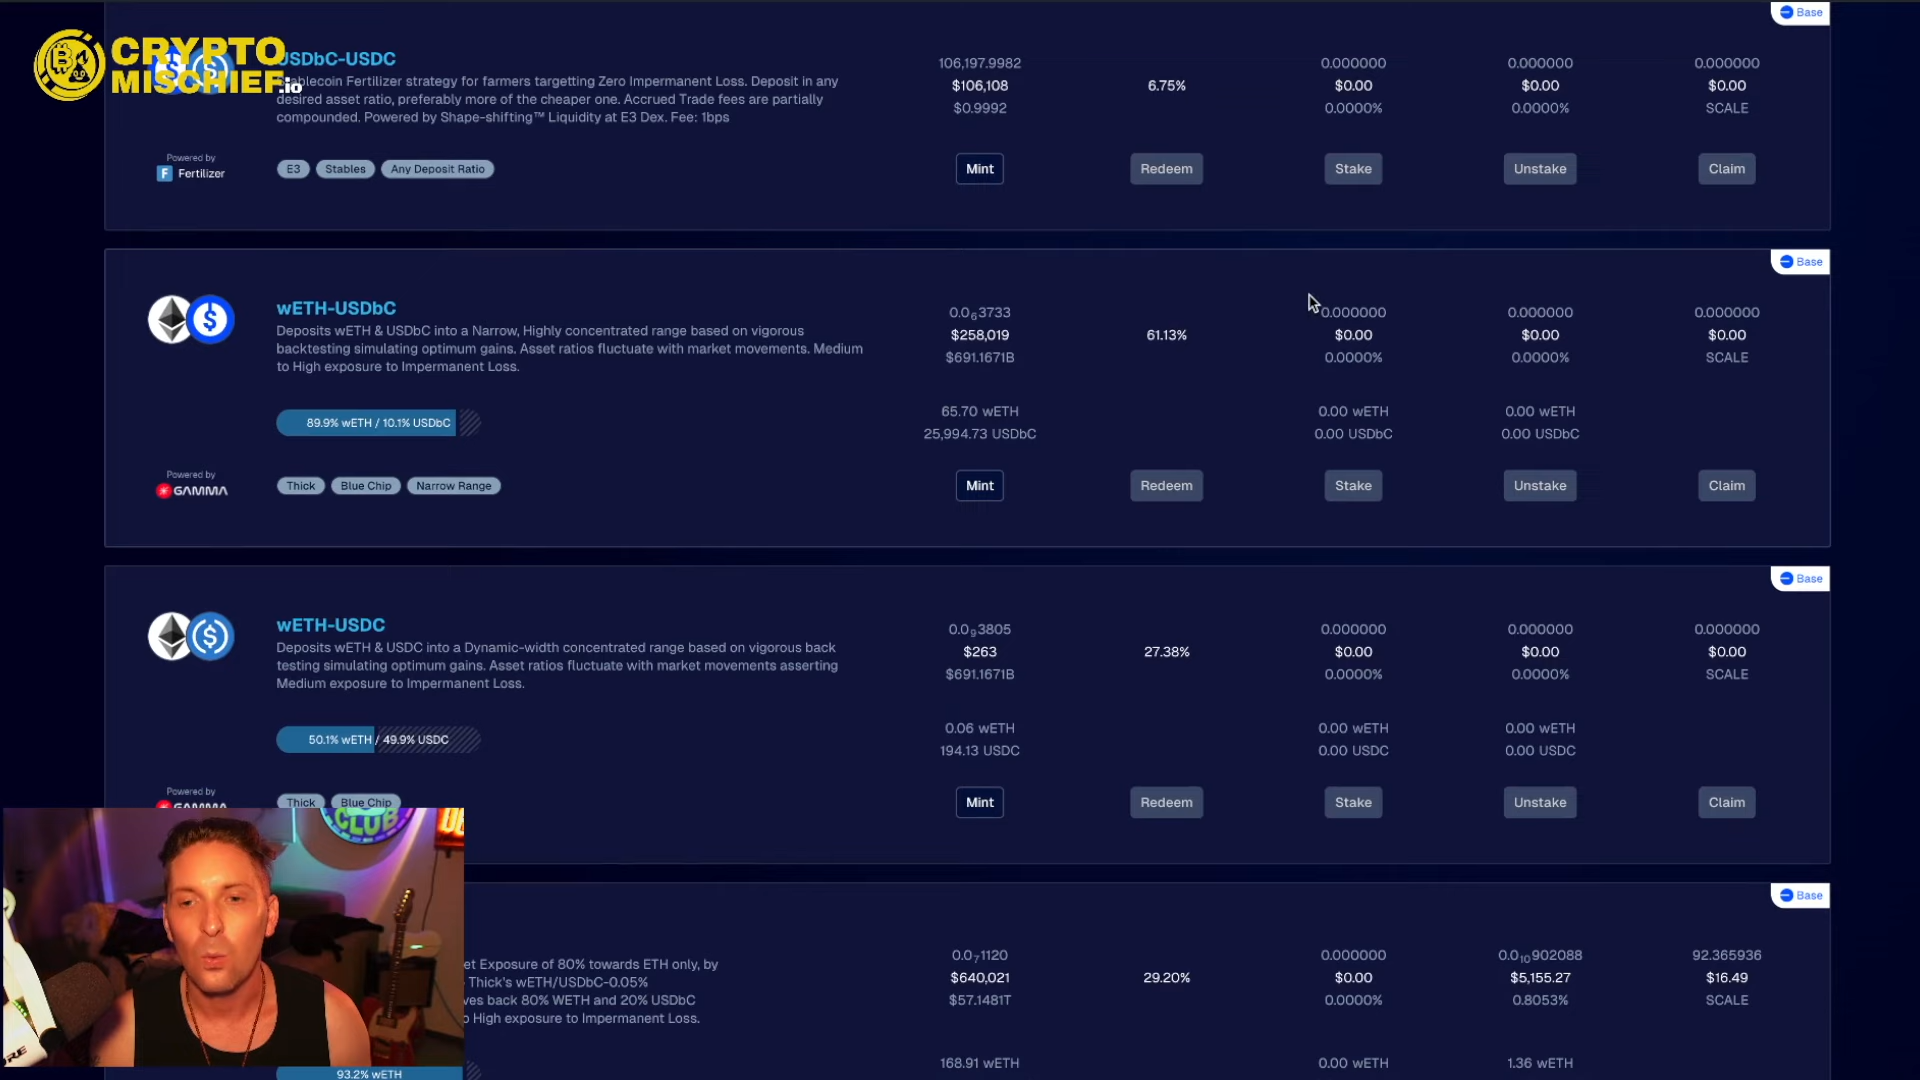 Base
CRYPTO
MISCHIEF.io
USDbC-USDC
Stablecoin Fertilizer strategy for farmers targetting Zero Impermanent Loss. Deposit in any
desired asset ratio, preferably more of the cheaper one. Accrued Trade fees are partially
compounded. Powered by Shape-shifting™ Liquidity at E3 Dex. Fee: 1bps
106,197.9982
$106,108
$0.9992
6.75%
0.000000
$0.00
0.0000%
0.000000
$0.00
0.0000%
0.000000
$0.00
SCALE
Powered by
F Fertilizer
E3 Stables Any Deposit Ratio
Mint Redeem Stake Unstake Claim
Base
wETH-USDbC
Deposits wETH & USDbC into a Narrow, Highly concentrated range based on vigorous
backtesting simulating optimum gains. Asset ratios fluctuate with market movements. Medium
to High exposure to Impermanent Loss.
89.9% wETH / 10.1% USDbC
0.0₆3733
$258,019
$691.1671B
61.13%
0.000000
$0.00
0.0000%
0.000000
$0.00
0.0000%
0.000000
$0.00
SCALE
65.70 wETH
25,994.73 USDbC
0.00 wETH
0.00 USDbC
0.00 wETH
0.00 USDbC
Powered by
GAMMA
Thick Blue Chip Narrow Range
Mint Redeem Stake Unstake Claim
Base
wETH-USDC
Deposits wETH & USDC into a Dynamic-width concentrated range based on vigorous back
testing simulating optimum gains. Asset ratios fluctuate with market movements asserting
Medium exposure to Impermanent Loss.
50.1% wETH / 49.9% USDC
0.0₉3805
$263
$691.1671B
27.38%
0.000000
$0.00
0.0000%
0.000000
$0.00
0.0000%
0.000000
$0.00
SCALE
0.06 wETH
194.13 USDC
0.00 wETH
0.00 USDC
0.00 wETH
0.00 USDC
Powered by
GAMMA
Thick Blue Chip
Mint Redeem Stake Unstake Claim
CLUB
Base
et Exposure of 80% towards ETH only, by
Thick's wETH/USDbC-0.05%
ves back 80% WETH and 20% USDbC
o High exposure to Impermanent Loss.
93.2% wETH
0.0₇1120
$640,021
$57.1481T
29.20%
0.000000
$0.00
0.0000%
0.0₁₀902088
$5,155.27
0.8053%
92.365936
$16.49
SCALE
168.91 wETH
0.00 wETH
1.36 wETH